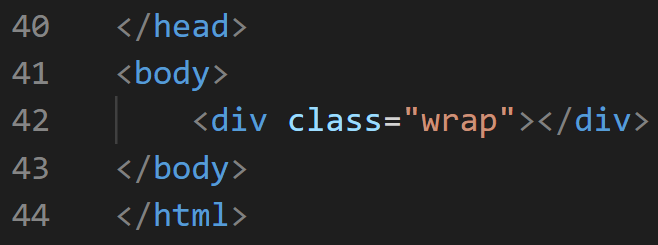 40 </head>
41 <body>
42 <div class="wrap"></div>
43 </body>
44 </html>